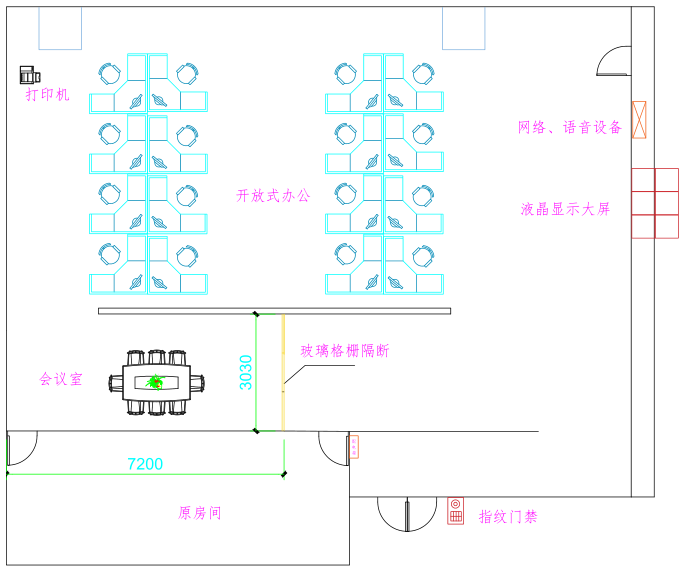 打印机
网络、语音设备
开放式办公
液晶显示大屏
玻璃格栅隔断
3030
会议室
7200
原房间
指纹门禁